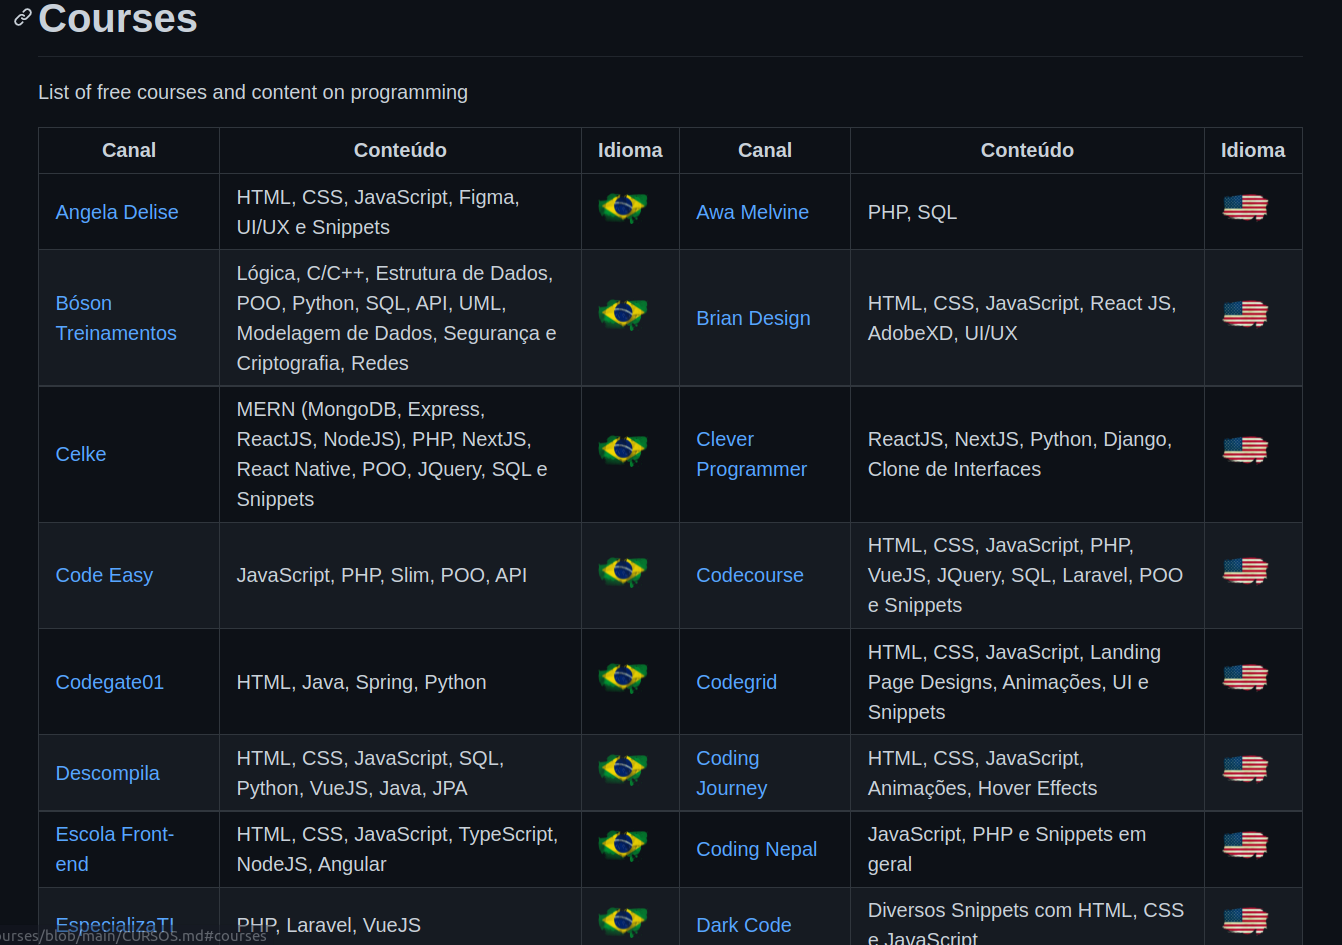 Courses
List of free courses and content on programming
Canal Conteúdo Idioma Canal Conteúdo Idioma
Angela Delise
HTML, CSS, JavaScript, Figma,
UI/UX e Snippets
Awa Melvine
PHP, SQL
Bóson
Treinamentos
Lógica, C/C++, Estrutura de Dados,
POO, Python, SQL, API, UML,
Modelagem de Dados, Segurança e
Criptografia, Redes
Brian Design
HTML, CSS, JavaScript, React JS,
AdobeXD, UI/UX
Celke
MERN (MongoDB, Express,
ReactJS, NodeJS), PHP, NextJS,
React Native, POO, JQuery, SQL e
Snippets
Clever
Programmer
ReactJS, NextJS, Python, Django,
Clone de Interfaces
Code Easy
JavaScript, PHP, Slim, POO, API
Codecourse
HTML, CSS, JavaScript, PHP,
VueJS, JQuery, SQL, Laravel, POO
e Snippets
Codegate01
HTML, Java, Spring, Python
Codegrid
HTML, CSS, JavaScript, Landing
Page Designs, Animações, UI e
Snippets
Descompila
HTML, CSS, JavaScript, SQL,
Python, VueJS, Java, JPA
Coding
Journey
HTML, CSS, JavaScript,
Animações, Hover Effects
Escola Front-
end
HTML, CSS, JavaScript, TypeScript,
NodeJS, Angular
Coding Nepal
JavaScript, PHP e Snippets em
geral
EspecializaTI
PHP, Laravel, VueJS
Dark Code
Diversos Snippets com HTML, CSS
e JavaScript
ourses/blob/main/CURSOS.md#courses